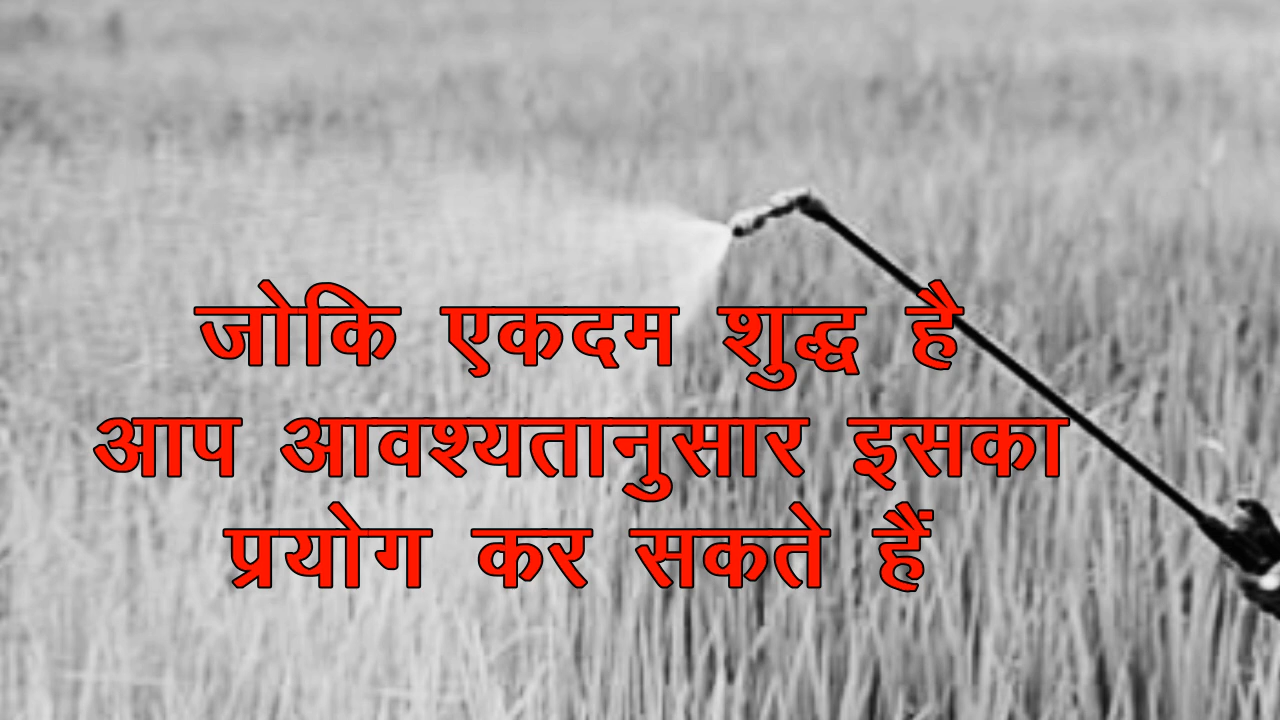 जोकि एकदम शुद्ध है
आप आवश्यतानुसार इसका
प्रयोग कर सकते हैं